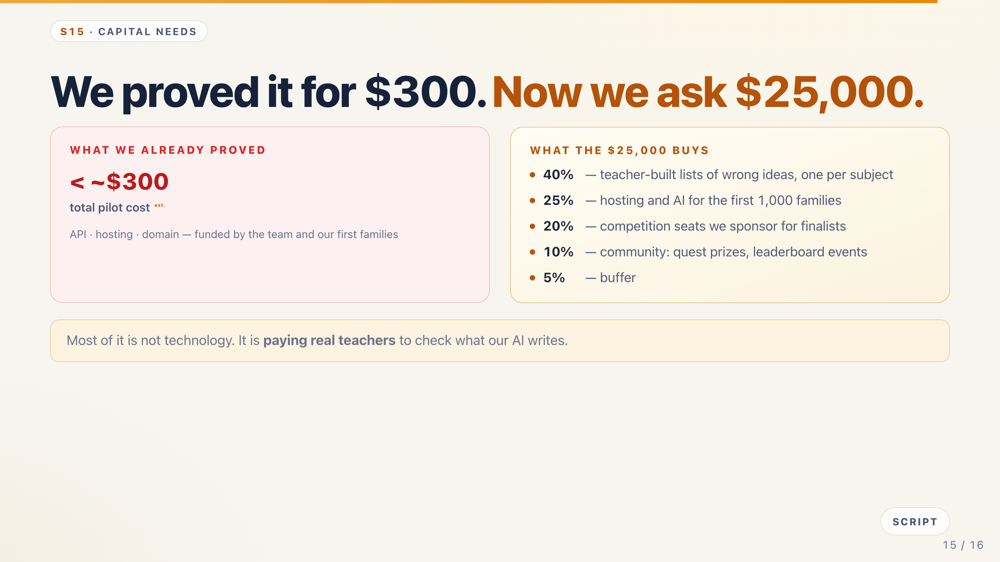 S15 · CAPITAL NEEDS
We proved it for $300. Now we ask $25,000.
WHAT WE ALREADY PROVED
< ~$300
total pilot cost est.
API · hosting · domain — funded by the team and our first families
WHAT THE $25,000 BUYS
• 40% — teacher-built lists of wrong ideas, one per subject
• 25% — hosting and AI for the first 1,000 families
• 20% — competition seats we sponsor for finalists
• 10% — community: quest prizes, leaderboard events
• 5% — buffer
Most of it is not technology. It is paying real teachers to check what our AI writes.
SCRIPT
15 / 16